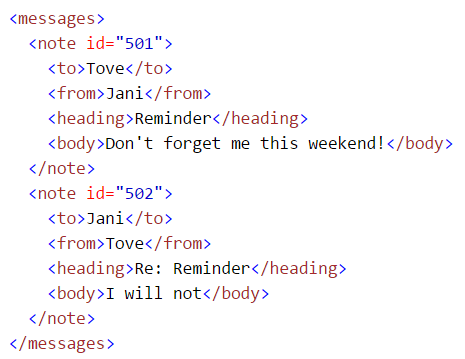 <messages>
  <note id="501">
    <to>Tove</to>
    <from>Jani</from>
    <heading>Reminder</heading>
    <body>Don't forget me this weekend!</body>
  </note>
  <note id="502">
    <to>Jani</to>
    <from>Tove</from>
    <heading>Re: Reminder</heading>
    <body>I will not</body>
  </note>
</messages>